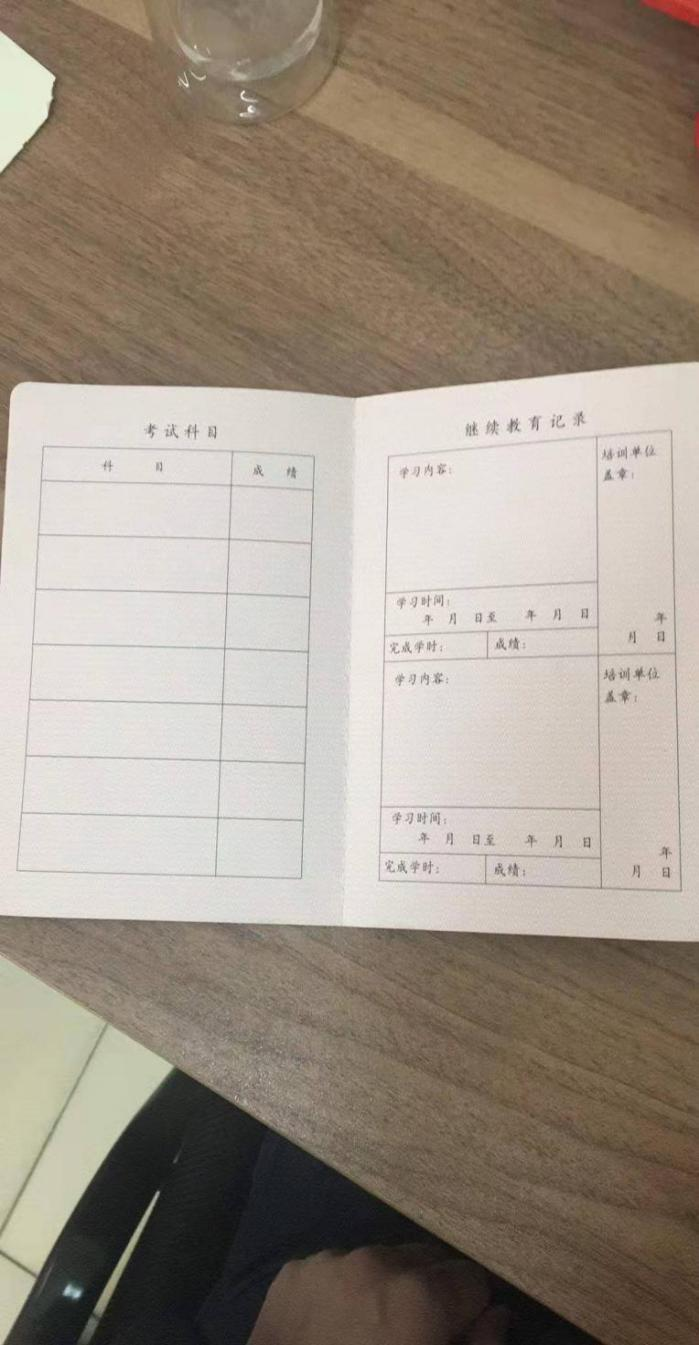 考试科目
科 目 成 绩
继续教育记录
学习内容：
培训单位
盖章：
学习时间：
年 月 日至 年 月 日
年
月 日
完成学时： 成绩：
学习内容：
培训单位
盖章：
学习时间：
年 月 日至 年 月 日
年
月 日
完成学时： 成绩：